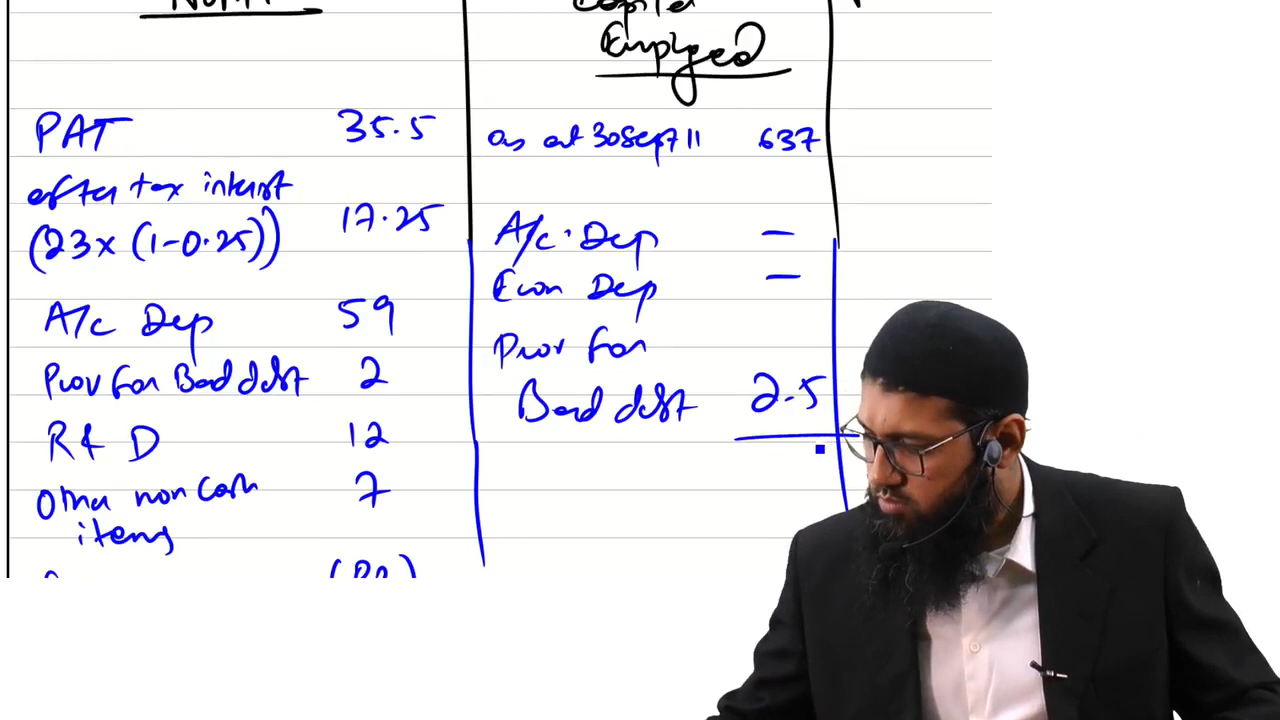 Employed
PAT 35.5
after tax interst
(23x (1-0.25)) 17.25
A/c Dep 59
Prov for Bad debt 2
R & D 12
Other non cash 7
items
as at 30 Sept 11 637
A/c. Dep –
Econ Dep –
Prov for
Bad debt 2.5